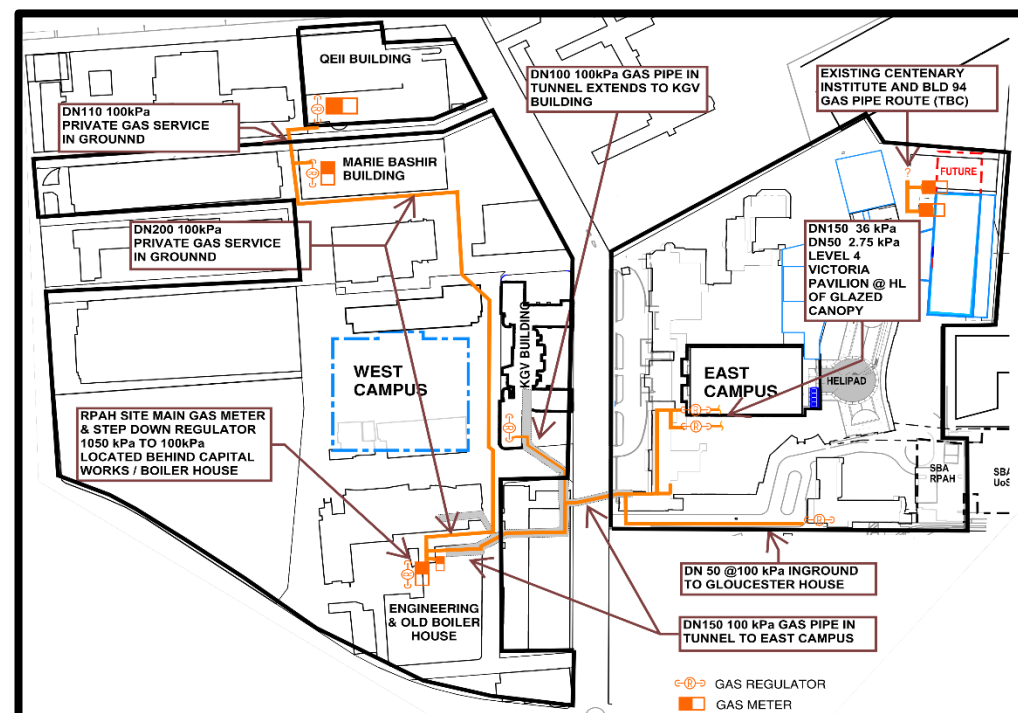 QEII BUILDING
DN110 100kPa
PRIVATE GAS SERVICE
IN GROUNND
MARIE BASHIR
BUILDING
DN200 100kPa
PRIVATE GAS SERVICE
IN GROUNND
DN100 100kPa GAS PIPE IN
TUNNEL EXTENDS TO KGV
BUILDING
EXISTING CENTENARY
INSTITUTE AND BLD 94
GAS PIPE ROUTE (TBC)
?
FUTURE
DN150 36 kPa
DN50 2.75 kPa
LEVEL 4
VICTORIA
PAVILION @ HL
OF GLAZED
CANOPY
KGV BUILDING
WEST
CAMPUS
EAST
CAMPUS
HELIPAD
RPAH SITE MAIN GAS METER
& STEP DOWN REGULATOR
1050 kPa TO 100kPa
LOCATED BEHIND CAPITAL
WORKS / BOILER HOUSE
SBA
RPAH
SBA
UoS
ENGINEERING
& OLD BOILER
HOUSE
DN 50 @100 kPa INGROUND
TO GLOUCESTER HOUSE
DN150 100 kPa GAS PIPE IN
TUNNEL TO EAST CAMPUS
R
R
R
R GAS REGULATOR
GAS METER